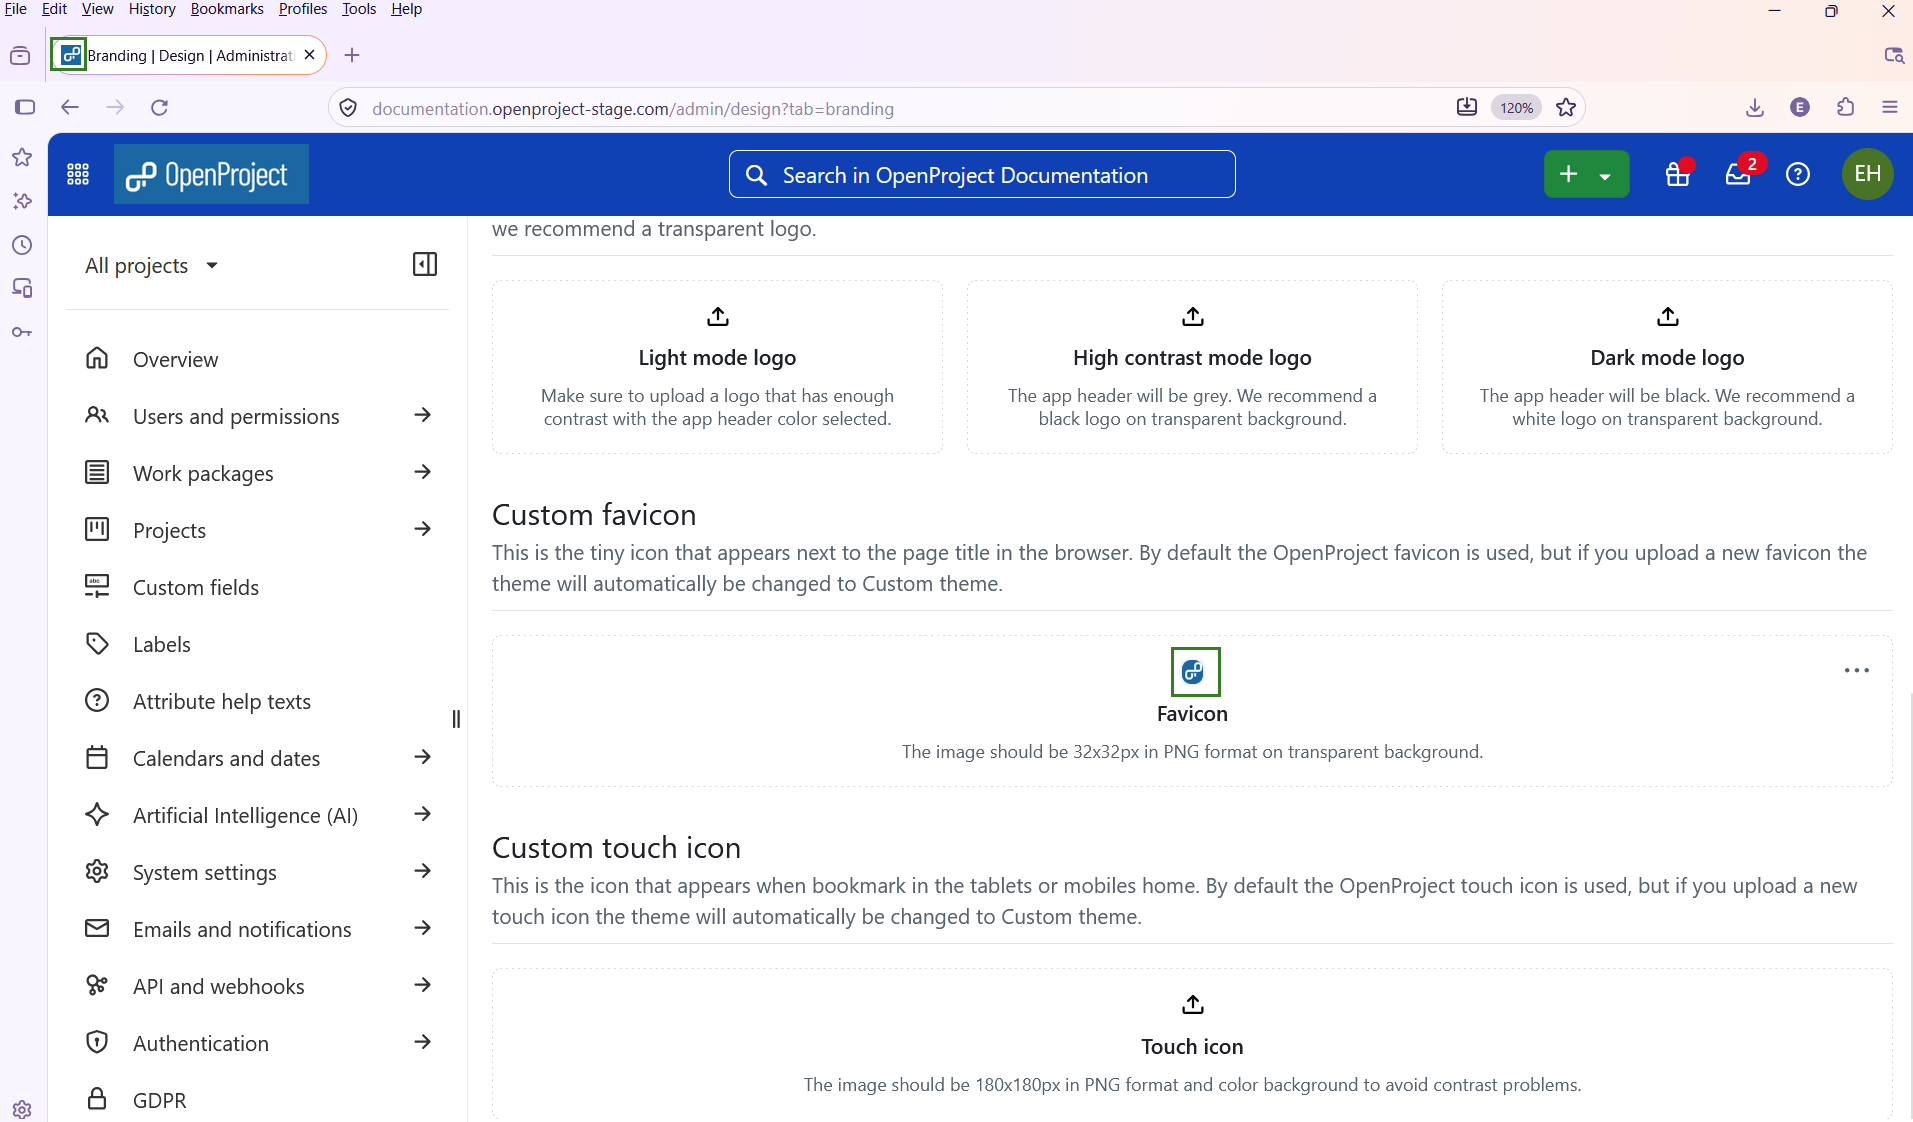 File Edit View History Bookmarks Profiles Tools Help
Branding | Design | Administrat
documentation.openproject-stage.com/admin/design?tab=branding
120%
E
OpenProject
Search in OpenProject Documentation
2
EH
All projects
Overview
Users and permissions
Work packages
Projects
Custom fields
Labels
Attribute help texts
Calendars and dates
Artificial Intelligence (AI)
System settings
Emails and notifications
API and webhooks
Authentication
GDPR
we recommend a transparent logo.
Light mode logo
Make sure to upload a logo that has enough
contrast with the app header color selected.
High contrast mode logo
The app header will be grey. We recommend a
black logo on transparent background.
Dark mode logo
The app header will be black. We recommend a
white logo on transparent background.
Custom favicon
This is the tiny icon that appears next to the page title in the browser. By default the OpenProject favicon is used, but if you upload a new favicon the
theme will automatically be changed to Custom theme.
Favicon
The image should be 32x32px in PNG format on transparent background.
Custom touch icon
This is the icon that appears when bookmark in the tablets or mobiles home. By default the OpenProject touch icon is used, but if you upload a new
touch icon the theme will automatically be changed to Custom theme.
Touch icon
The image should be 180x180px in PNG format and color background to avoid contrast problems.